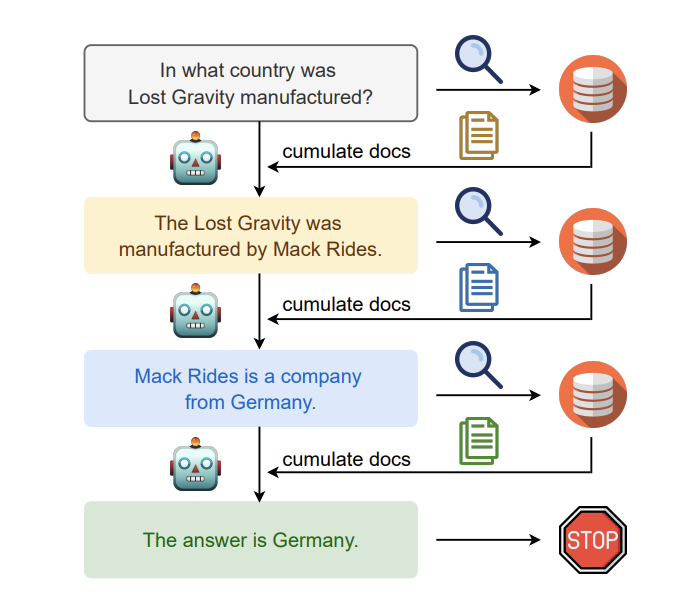 In what country was
Lost Gravity manufactured?
cumulate docs
The Lost Gravity was
manufactured by Mack Rides.
cumulate docs
Mack Rides is a company
from Germany.
cumulate docs
The answer is Germany.
STOP